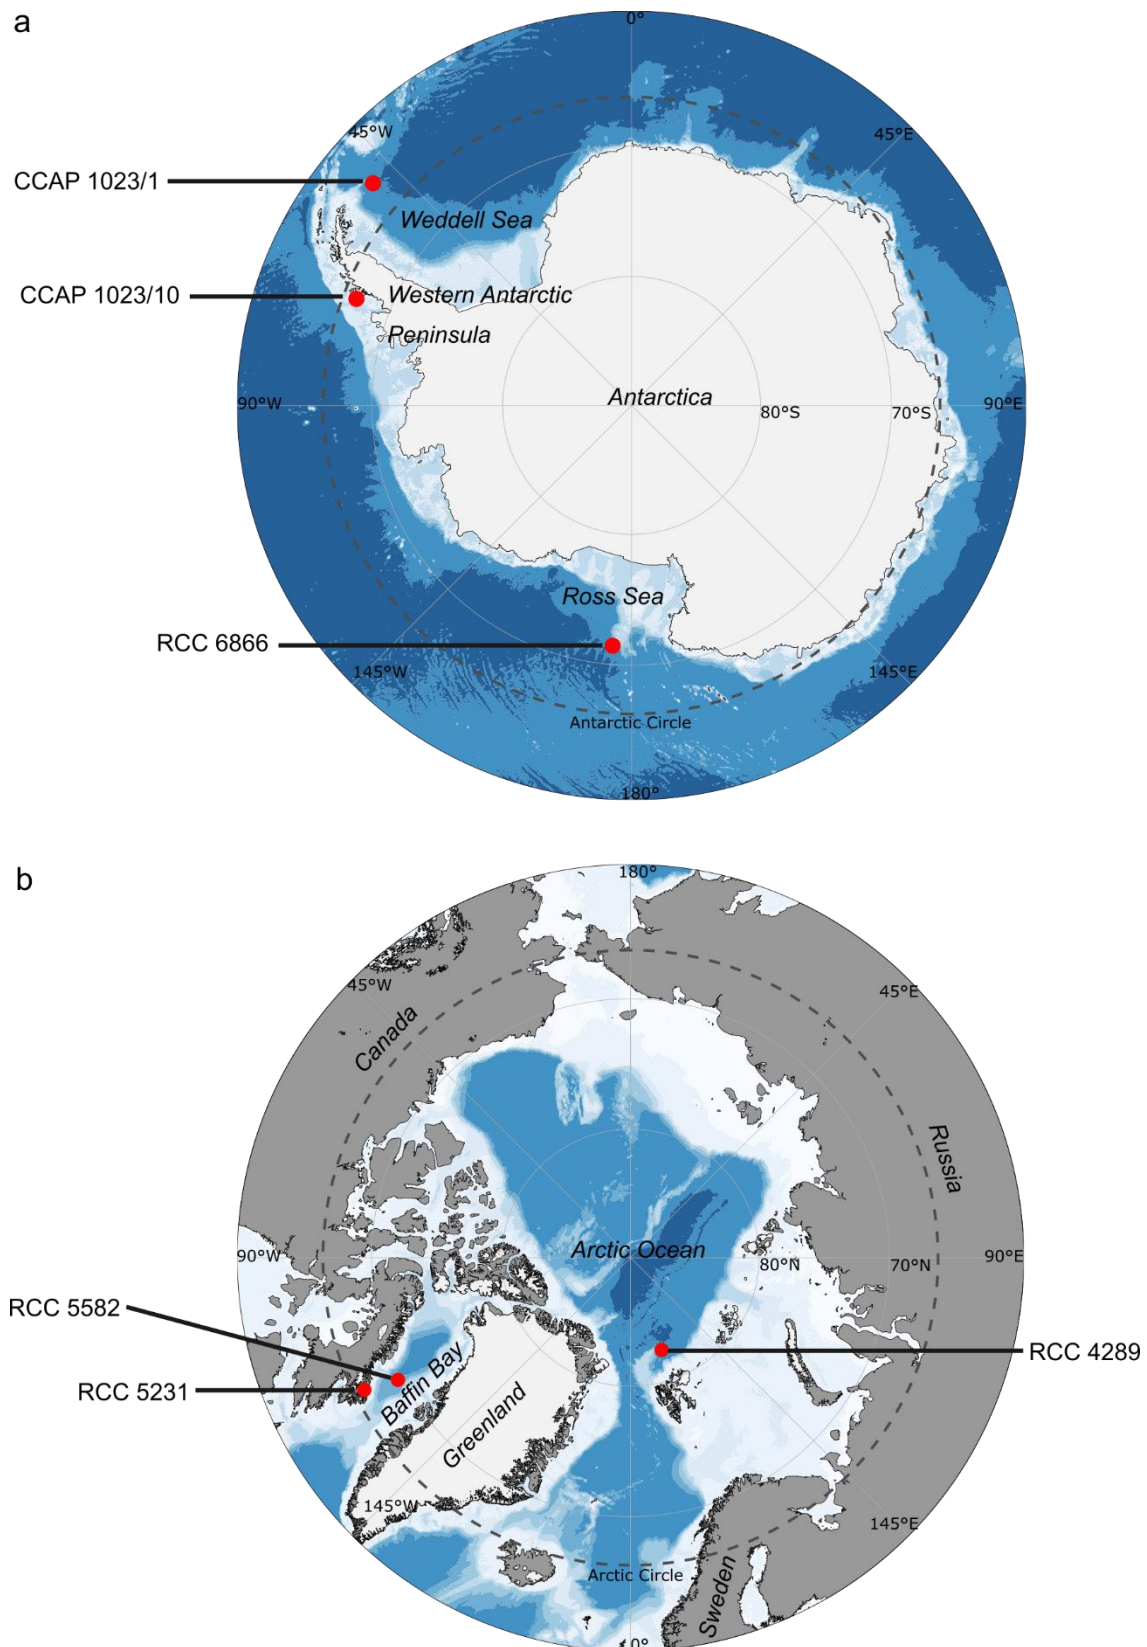 a
0°
45°W
45°E
CCAP 1023/1
Weddell Sea
CCAP 1023/10
Western Antarctic
Peninsula
Antarctica
90°W
80°S
70°S
90°E
Ross Sea
RCC 6866
145°W
145°E
Antarctic Circle
180°
b
180°
45°W
45°E
Canada
Russia
Arctic Ocean
90°W
80°N
70°N
90°E
RCC 5582
RCC 5231
Baffin Bay
Greenland
RCC 4289
145°W
145°E
Arctic Circle
Sweden
0°